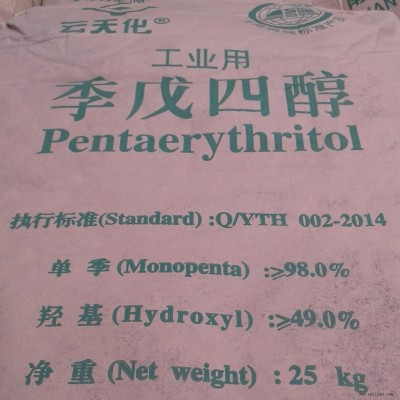 云天化®
工业用
季戊四醇
Pentaerythritol
执行标准(Standard) :Q/YTH 002-2014
单 季 (Monopenta) :≥98.0%
羟 基 (Hydroxyl) :≥49.0%
净 重 (Net weight) : 25 kg